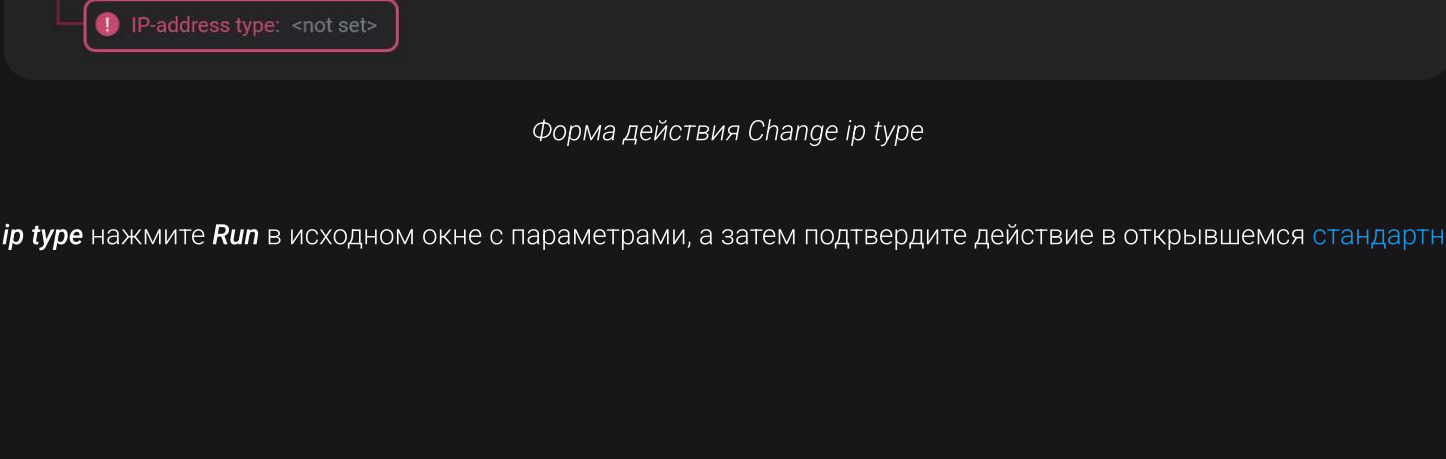 IP-address type: <not set>
Форма действия Change ip type
ip type нажмите Run в исходном окне с параметрами, а затем подтвердите действие в открывшемся стандартн